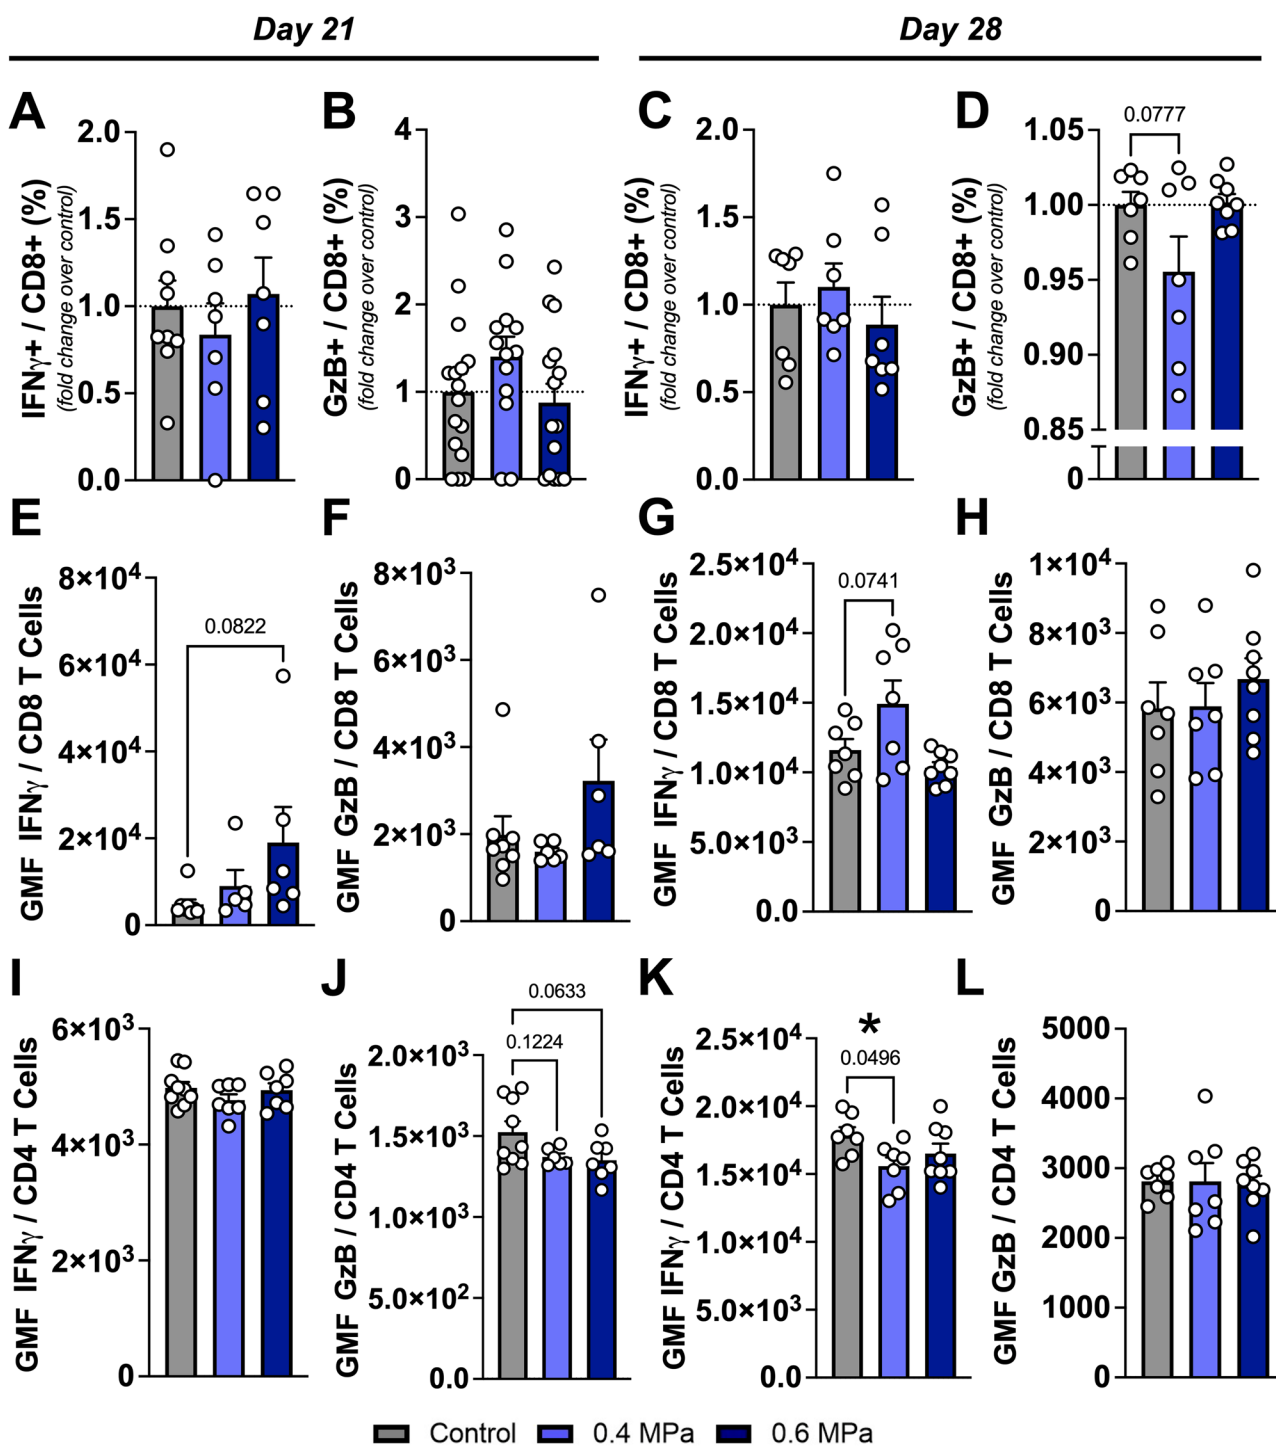 Day 21
Day 28
A
IFNγ+ / CD8+ (%)
(fold change over control)
2.0
1.5
1.0
0.5
0.0
B
GzB+ / CD8+ (%)
(fold change over control)
4
3
2
1
0
C
IFNγ+ / CD8+ (%)
(fold change over control)
2.0
1.5
1.0
0.5
0.0
D
GzB+ / CD8+ (%)
(fold change over control)
0.0777
1.05
1.00
0.95
0.90
0.85
0
E
GMF IFNγ / CD8 T Cells
8×10⁴
6×10⁴
4×10⁴
2×10⁴
0
0.0822
F
GMF GzB / CD8 T Cells
8×10³
6×10³
4×10³
2×10³
0
G
GMF IFNγ / CD8 T Cells
2.5×10⁴
2.0×10⁴
1.5×10⁴
1.0×10⁴
5.0×10³
0.0
0.0741
H
GMF GzB / CD8 T Cells
1×10⁴
8×10³
6×10³
4×10³
2×10³
0
I
GMF IFNγ / CD4 T Cells
6×10³
4×10³
2×10³
0
J
GMF GzB / CD4 T Cells
0.0633
0.1224
2.0×10³
1.5×10³
1.0×10³
5.0×10²
0.0
K
GMF IFNγ / CD4 T Cells
*
0.0496
2.5×10⁴
2.0×10⁴
1.5×10⁴
1.0×10⁴
5.0×10³
0.0
L
GMF GzB / CD4 T Cells
5000
4000
3000
2000
1000
0
Control
0.4 MPa
0.6 MPa